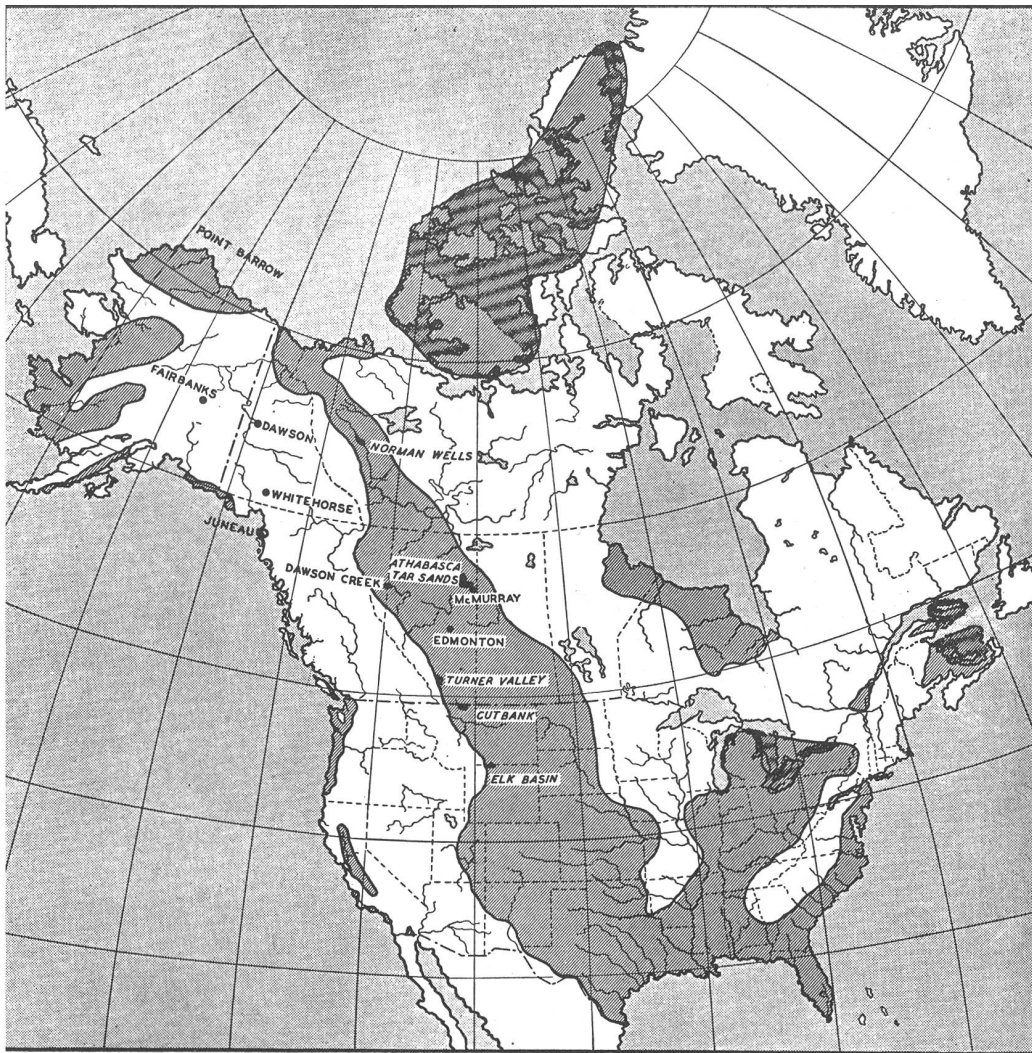 POINT BARROW
FAIRBANKS
DAWSON
NORMAN WELLS
WHITEHORSE
JUNEAU
ATHABASCA
TAR SANDS
DAWSON CREEK
McMURRAY
EDMONTON
TURNER VALLEY
CUTBANK
ELK BASIN